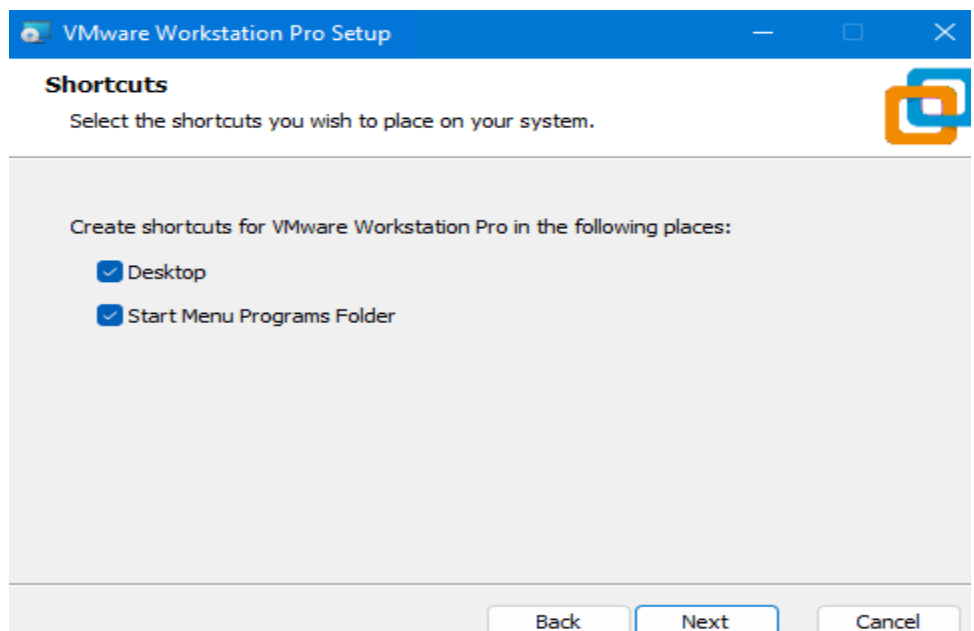 VMware Workstation Pro Setup
Shortcuts
Select the shortcuts you wish to place on your system.
Create shortcuts for VMware Workstation Pro in the following places:
Desktop
Start Menu Programs Folder
Back Next Cancel